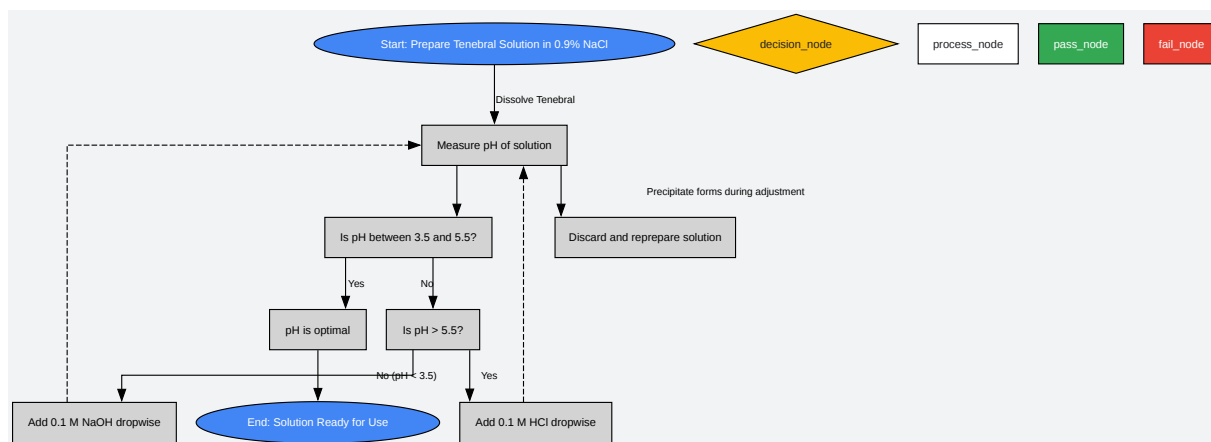 Start: Prepare Tenebral Solution in 0.9% NaCl
decision_node
process_node
pass_node
fail_node
Dissolve Tenebral
Measure pH of solution
Precipitate forms during adjustment
Is pH between 3.5 and 5.5?
Discard and reprepare solution
Yes
No
pH is optimal
Is pH > 5.5?
No (pH < 3.5)
Yes
Add 0.1 M NaOH dropwise
End: Solution Ready for Use
Add 0.1 M HCl dropwise